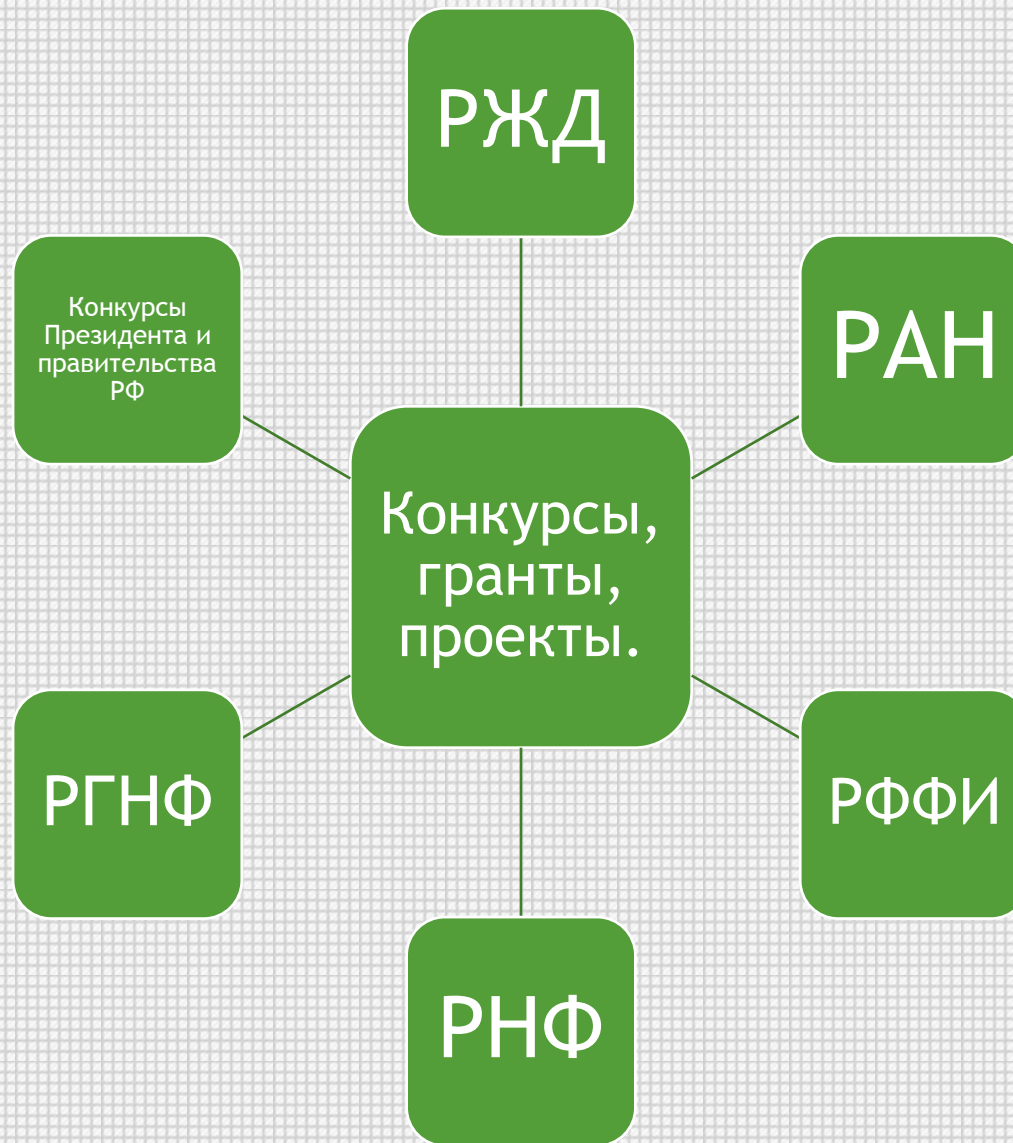 РЖД
Конкурсы
Президента и
правительства
РФ
РАН
Конкурсы,
гранты,
проекты.
РГНФ
РФФИ
РНФ